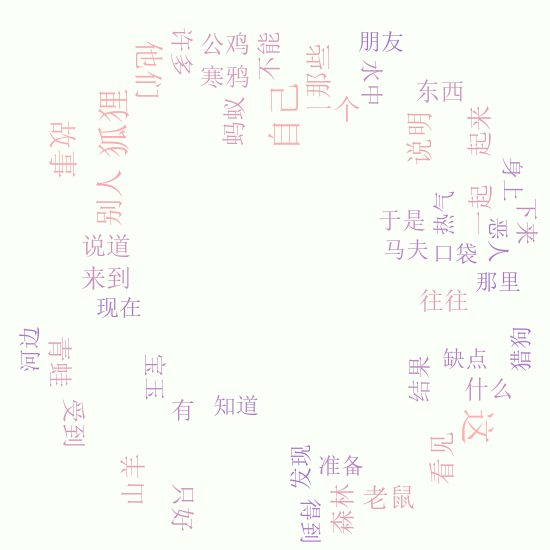 许多
公鸡
不能
那些
朋友
他们
寒鸦
水中
东西
自己
一个
蚂蚁
狐狸
说明
起来
故事
身上
别人
一起
下来
热气
于是
恶人
说道
马夫
口袋
来到
那里
现在
往往
河边
青蛙
宝玉
猎狗
缺点
结果
什么
有
知道
受到
这
看见
羊
发现
准备
只好
得到
森林
老鼠